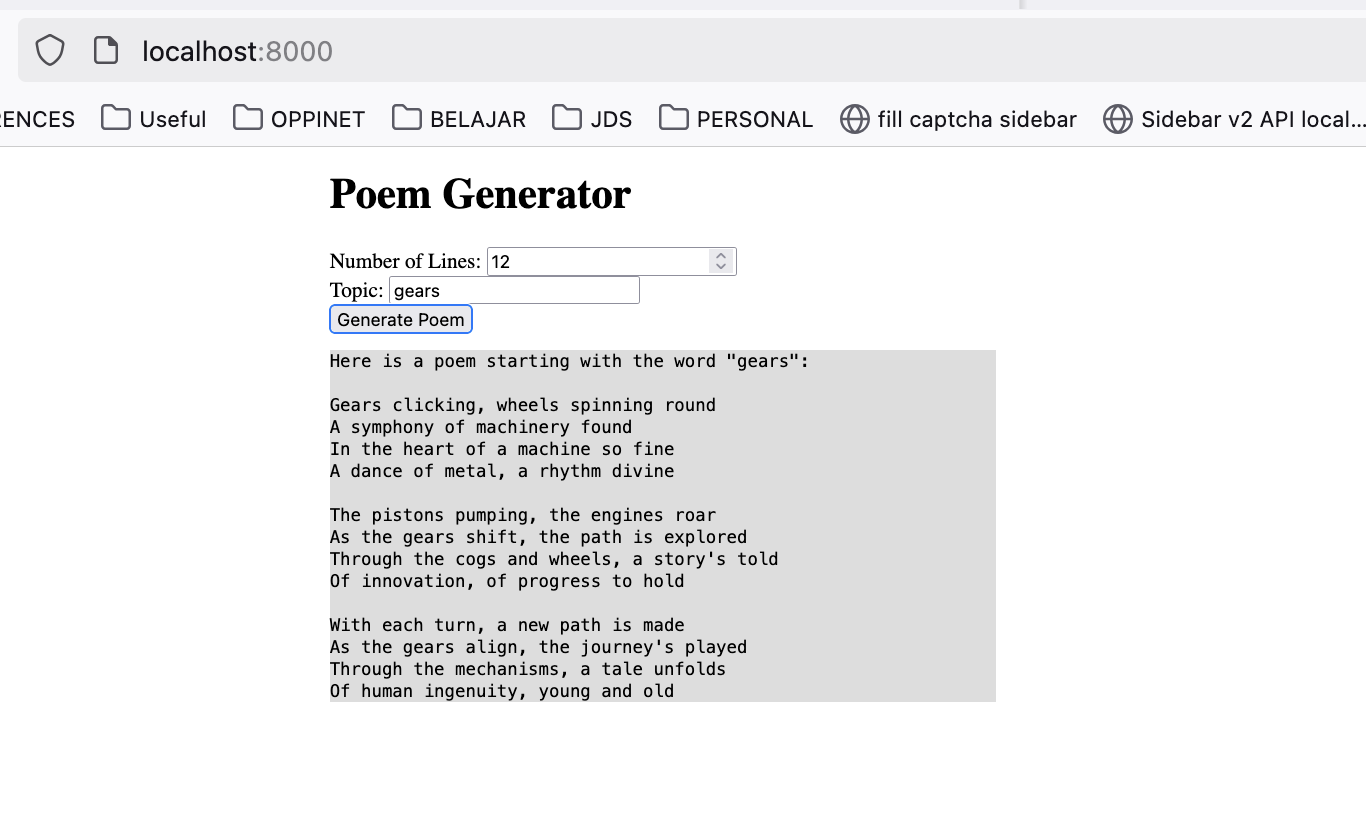 localhost:8000
ENCES Useful OPPINET BELAJAR JDS PERSONAL fill captcha sidebar Sidebar v2 API local...
Poem Generator
Number of Lines: 12
Topic: gears
Generate Poem
Here is a poem starting with the word "gears":
Gears clicking, wheels spinning round
A symphony of machinery found
In the heart of a machine so fine
A dance of metal, a rhythm divine
The pistons pumping, the engines roar
As the gears shift, the path is explored
Through the cogs and wheels, a story's told
Of innovation, of progress to hold
With each turn, a new path is made
As the gears align, the journey's played
Through the mechanisms, a tale unfolds
Of human ingenuity, young and old